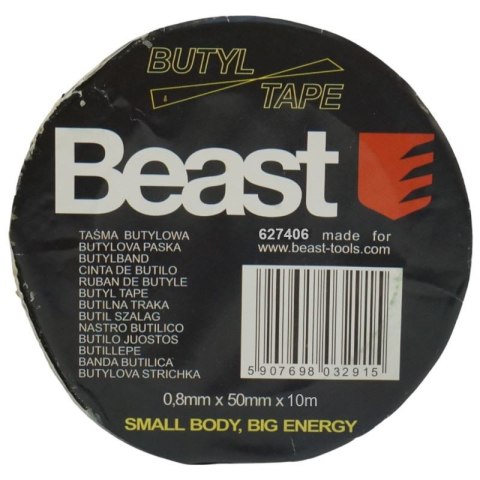 BUTYL
TAPE
Beast
TAŚMA BUTYLOWA
BUTYLOVA PASKA
BUTYLBAND
CINTA DE BUTILO
RUBAN DE BUTYLE
BUTYL TAPE
BUTILNA TRAKA
BUTIL SZALAG
NASTRO BUTILICO
BUTILO JUOSTOS
BUTILLEPE
BANDA BUTILICA
BUTYLOVA STRICHKA
627406 made for
www.beast-tools.com
5 907698 032915
0,8mm x 50mm x 10m
SMALL BODY, BIG ENERGY